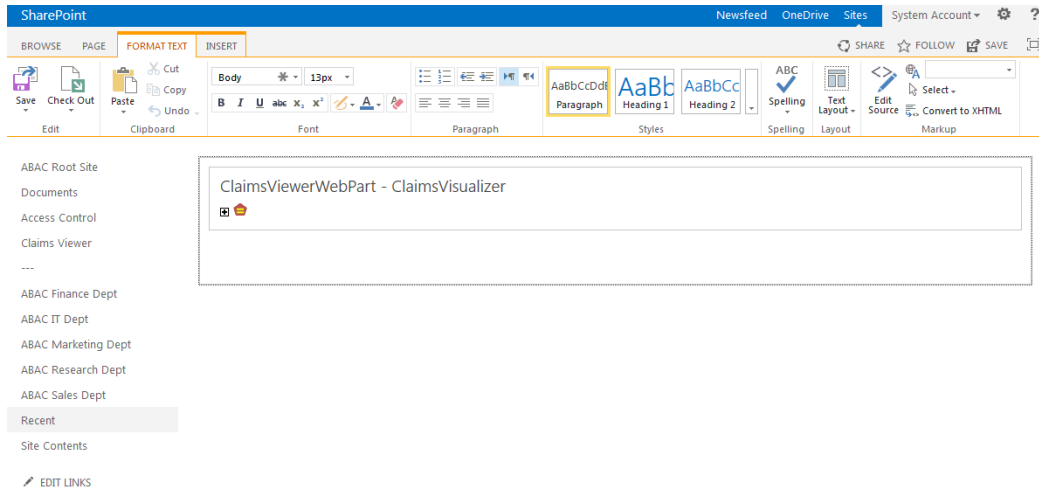 SharePoint Newsfeed OneDrive Sites System Account ?
BROWSE PAGE FORMAT TEXT INSERT SHARE FOLLOW SAVE
Save Check Out Paste Cut Copy Undo
Body 13px
B I U abc x₂ x²
AaBbCcDdE AaBb AaBbCc
Paragraph Heading 1 Heading 2
ABC
Spelling
Text Layout
Edit Source
Select
Convert to XHTML
Edit Clipboard Font Paragraph Styles Spelling Layout Markup
ABAC Root Site
Documents
Access Control
Claims Viewer
---
ABAC Finance Dept
ABAC IT Dept
ABAC Marketing Dept
ABAC Research Dept
ABAC Sales Dept
Recent
Site Contents
EDIT LINKS
ClaimsViewerWebPart - ClaimsVisualizer